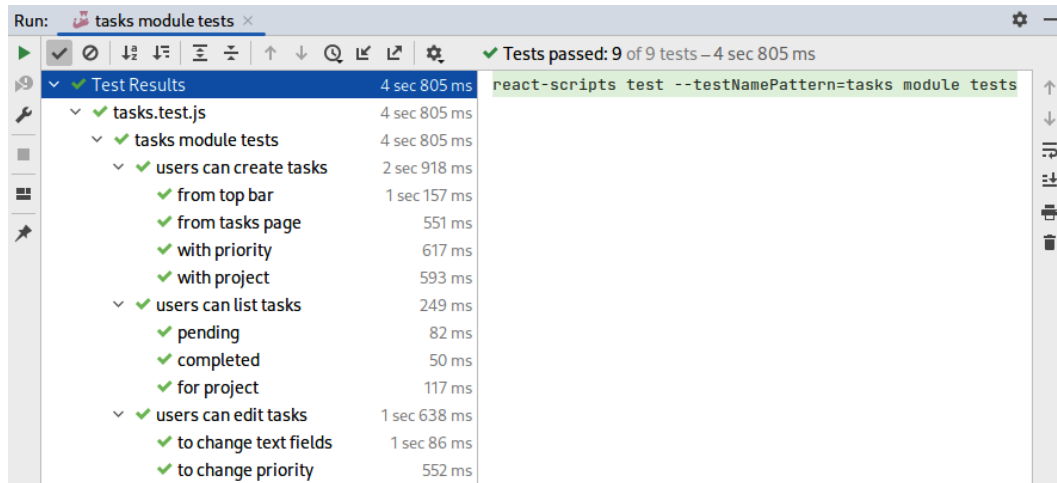 Run: tasks module tests
Tests passed: 9 of 9 tests – 4 sec 805 ms
Test Results 4 sec 805 ms
react-scripts test --testNamePattern=tasks module tests
tasks.test.js 4 sec 805 ms
tasks module tests 4 sec 805 ms
users can create tasks 2 sec 918 ms
from top bar 1 sec 157 ms
from tasks page 551 ms
with priority 617 ms
with project 593 ms
users can list tasks 249 ms
pending 82 ms
completed 50 ms
for project 117 ms
users can edit tasks 1 sec 638 ms
to change text fields 1 sec 86 ms
to change priority 552 ms